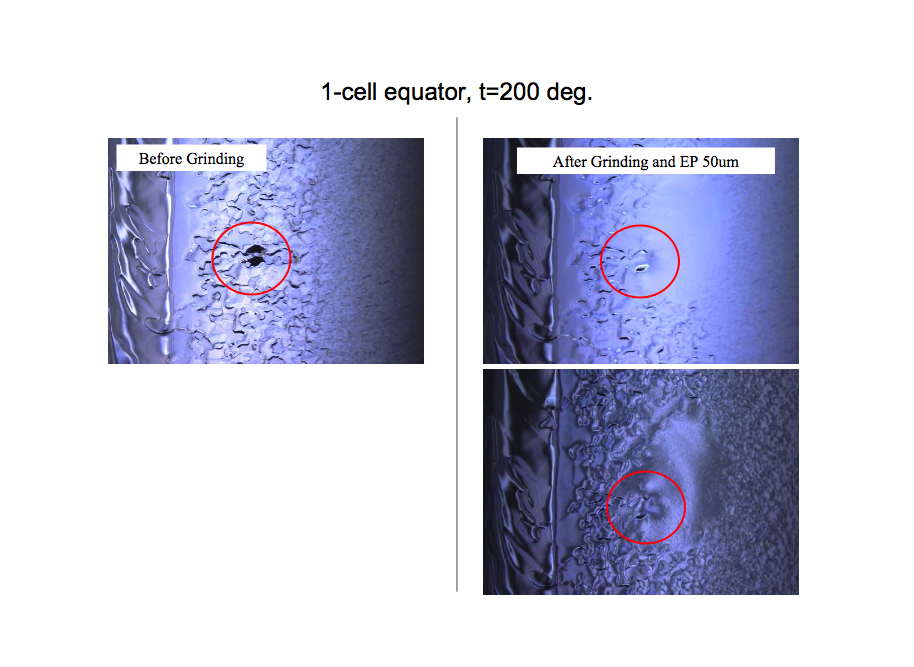 1-cell equator, t=200 deg.
Before Grinding
After Grinding and EP 50um